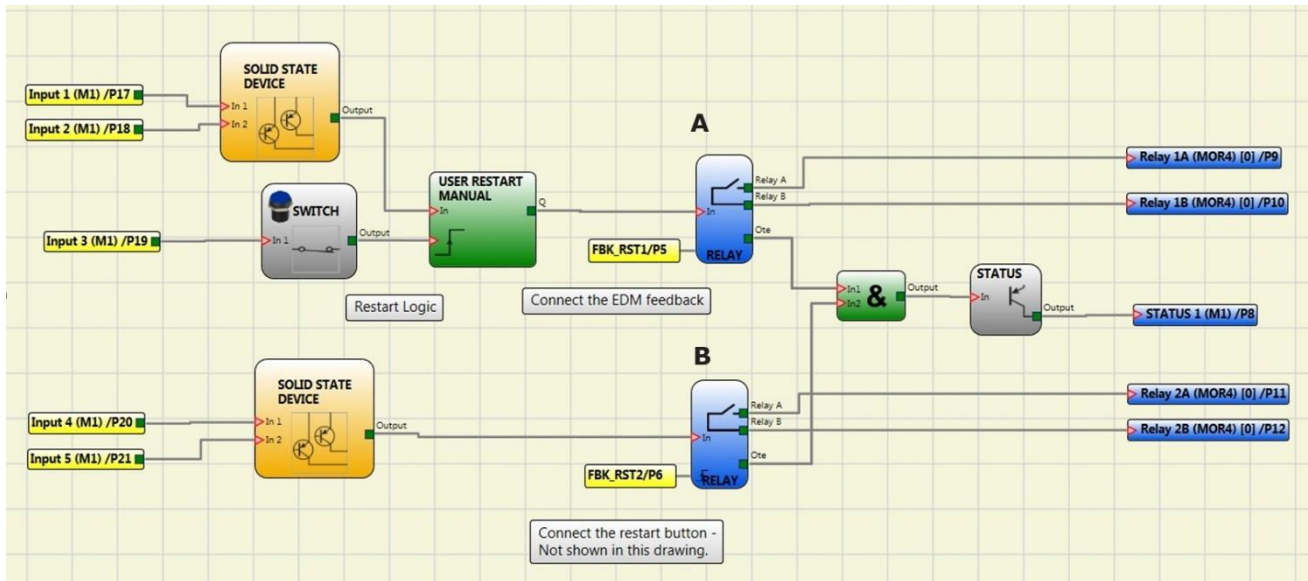 SOLID STATE
DEVICE
Input 1 (M1) /P17
In 1
Input 2 (M1) /P18
In 2
Output
SWITCH
Input 3 (M1) /P19
In 1
Output
USER RESTART
MANUAL
In
Q
Restart Logic
A
Relay A
Relay B
In
Ote
FBK_RST1/P5
RELAY
Connect the EDM feedback
Relay 1A (MOR4) [0] /P9
Relay 1B (MOR4) [0] /P10
In1
In2
&
Output
STATUS
In
Output
STATUS 1 (M1) /P8
SOLID STATE
DEVICE
Input 4 (M1) /P20
In 1
Input 5 (M1) /P21
In 2
Output
B
Relay A
Relay B
In
Ote
FBK_RST2/P6
RELAY
Relay 2A (MOR4) [0] /P11
Relay 2B (MOR4) [0] /P12
Connect the restart button -
Not shown in this drawing.